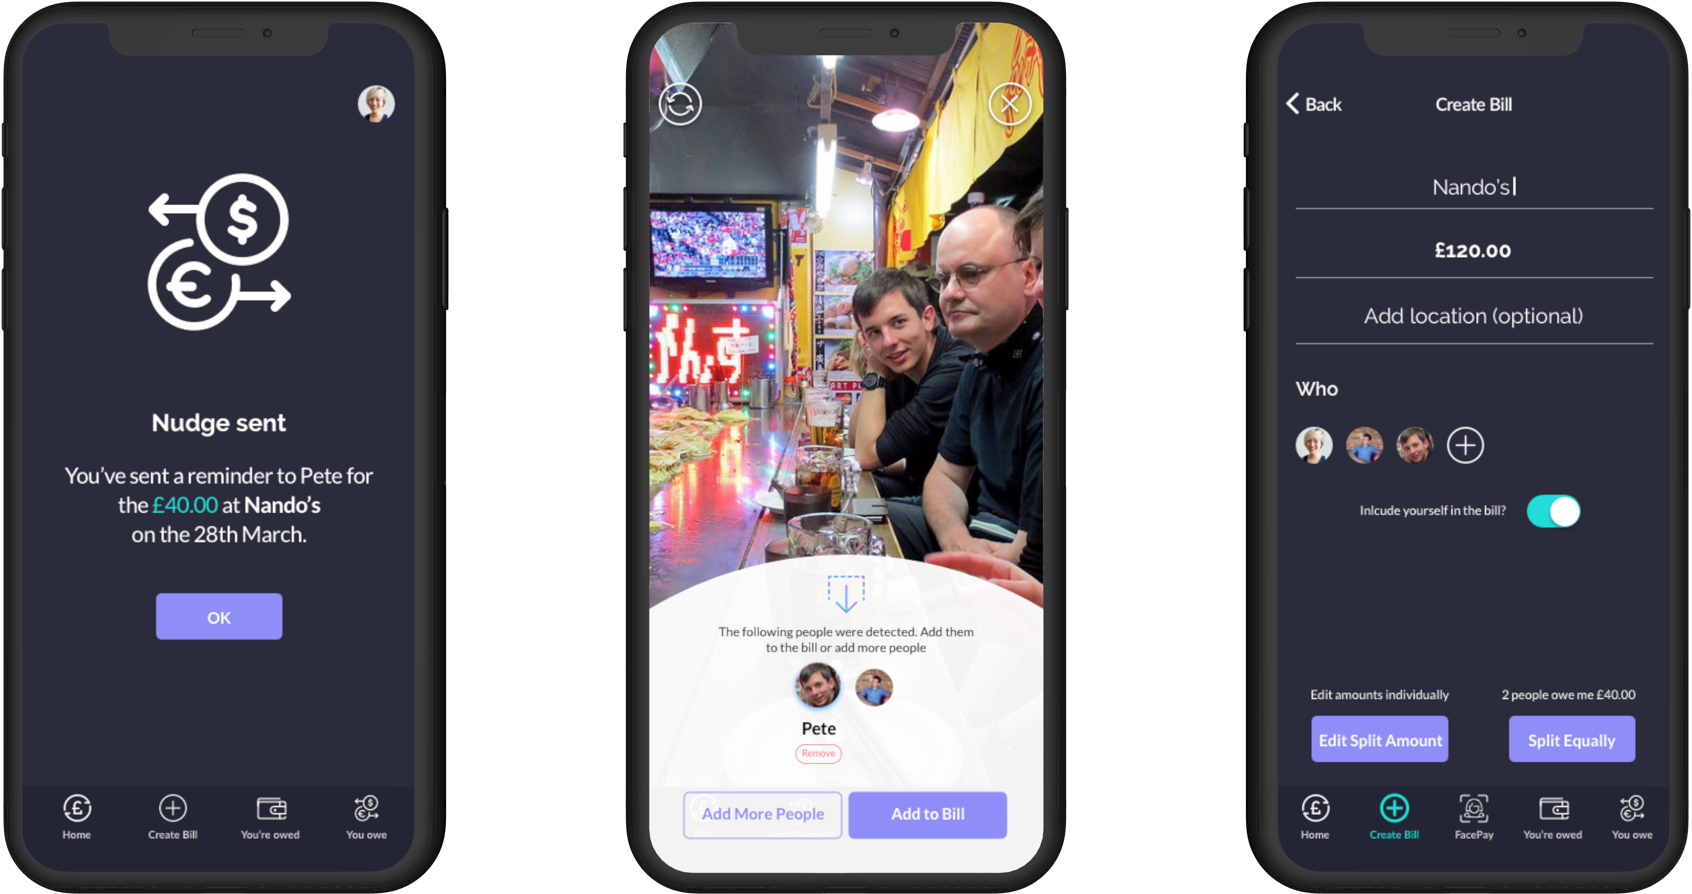 Nudge sent
You've sent a reminder to Pete for
the £40.00 at Nando's
on the 28th March.
OK
Home
Create Bill
You're owed
You owe
ART P
The following people were detected. Add them
to the bill or add more people
Pete
Remove
Add More People
Add to Bill
Back
Create Bill
Nando's
£120.00
Add location (optional)
Who
Inlcude yourself in the bill?
Edit amounts individually
2 people owe me £40.00
Edit Split Amount
Split Equally
Home
Create Bill
FacePay
You're owed
You owe